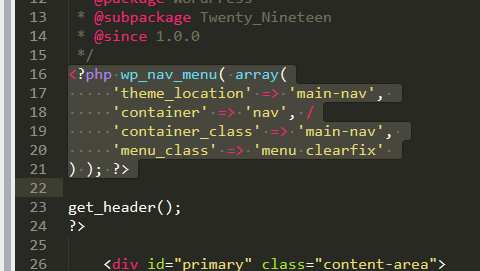 12 * @package WordPress
13 * @subpackage Twenty_Nineteen
14 * @since 1.0.0
15 */
16 <?php wp_nav_menu( array(
17 'theme_location' => 'main-nav',
18 'container' => 'nav', /
19 'container_class' => 'main-nav',
20 'menu_class' => 'menu clearfix'
21 ) ); ?>
22
23 get_header();
24 ?>
25
26 <div id="primary" class="content-area">